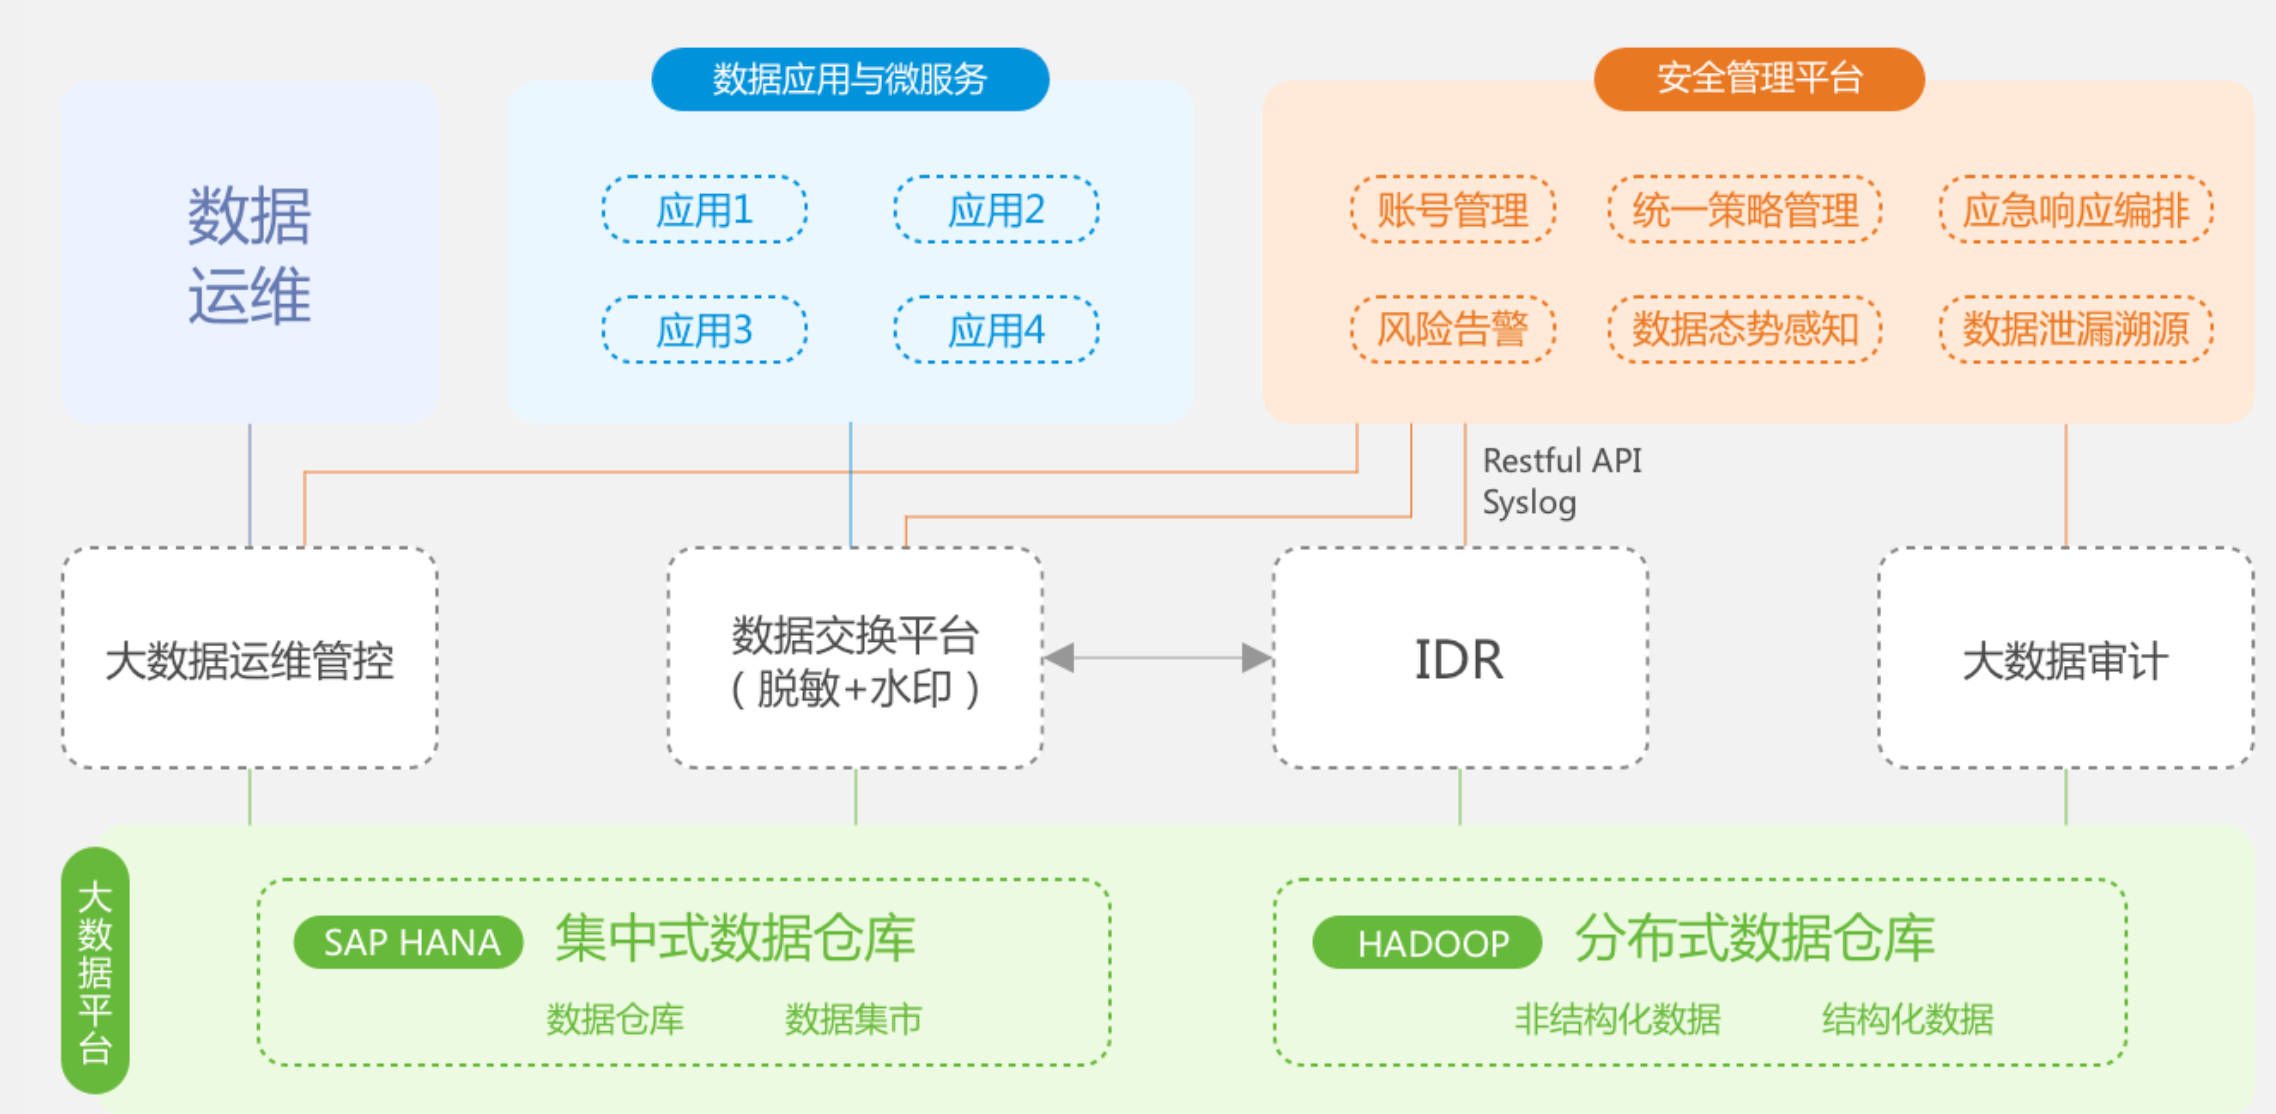 数据应用与微服务
安全管理平台
数据
运维
应用1
应用2
应用3
应用4
账号管理
统一策略管理
应急响应编排
风险告警
数据态势感知
数据泄漏溯源
Restful API
Syslog
大数据运维管控
数据交换平台
(脱敏+水印)
IDR
大数据审计
大数据平台
SAP HANA
集中式数据仓库
数据仓库
数据集市
HADOOP
分布式数据仓库
非结构化数据
结构化数据